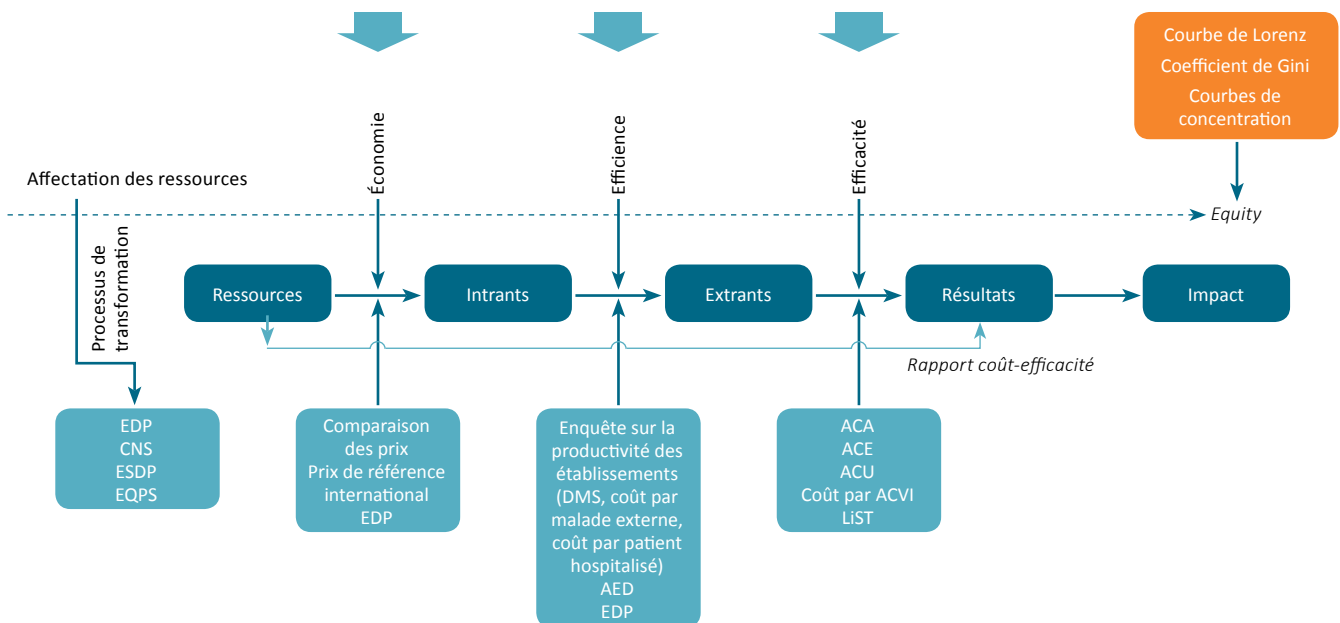 Courbe de Lorenz
Coefficient de Gini
Courbes de
concentration
Économie
Efficience
Efficacité
Affectation des ressources
Equity
Processus de
transformation
Ressources
Intrants
Extrants
Résultats
Impact
Rapport coût-efficacité
EDP
CNS
ESDP
EQPS
Comparaison
des prix
Prix de référence
international
EDP
Enquête sur la
productivité des
établissements
(DMS, coût par
malade externe,
coût par patient
hospitalisé)
AED
EDP
ACA
ACE
ACU
Coût par ACVI
LiST